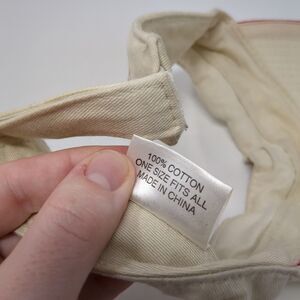 100% COTTON
ONE SIZE FITS ALL
MADE IN CHINA